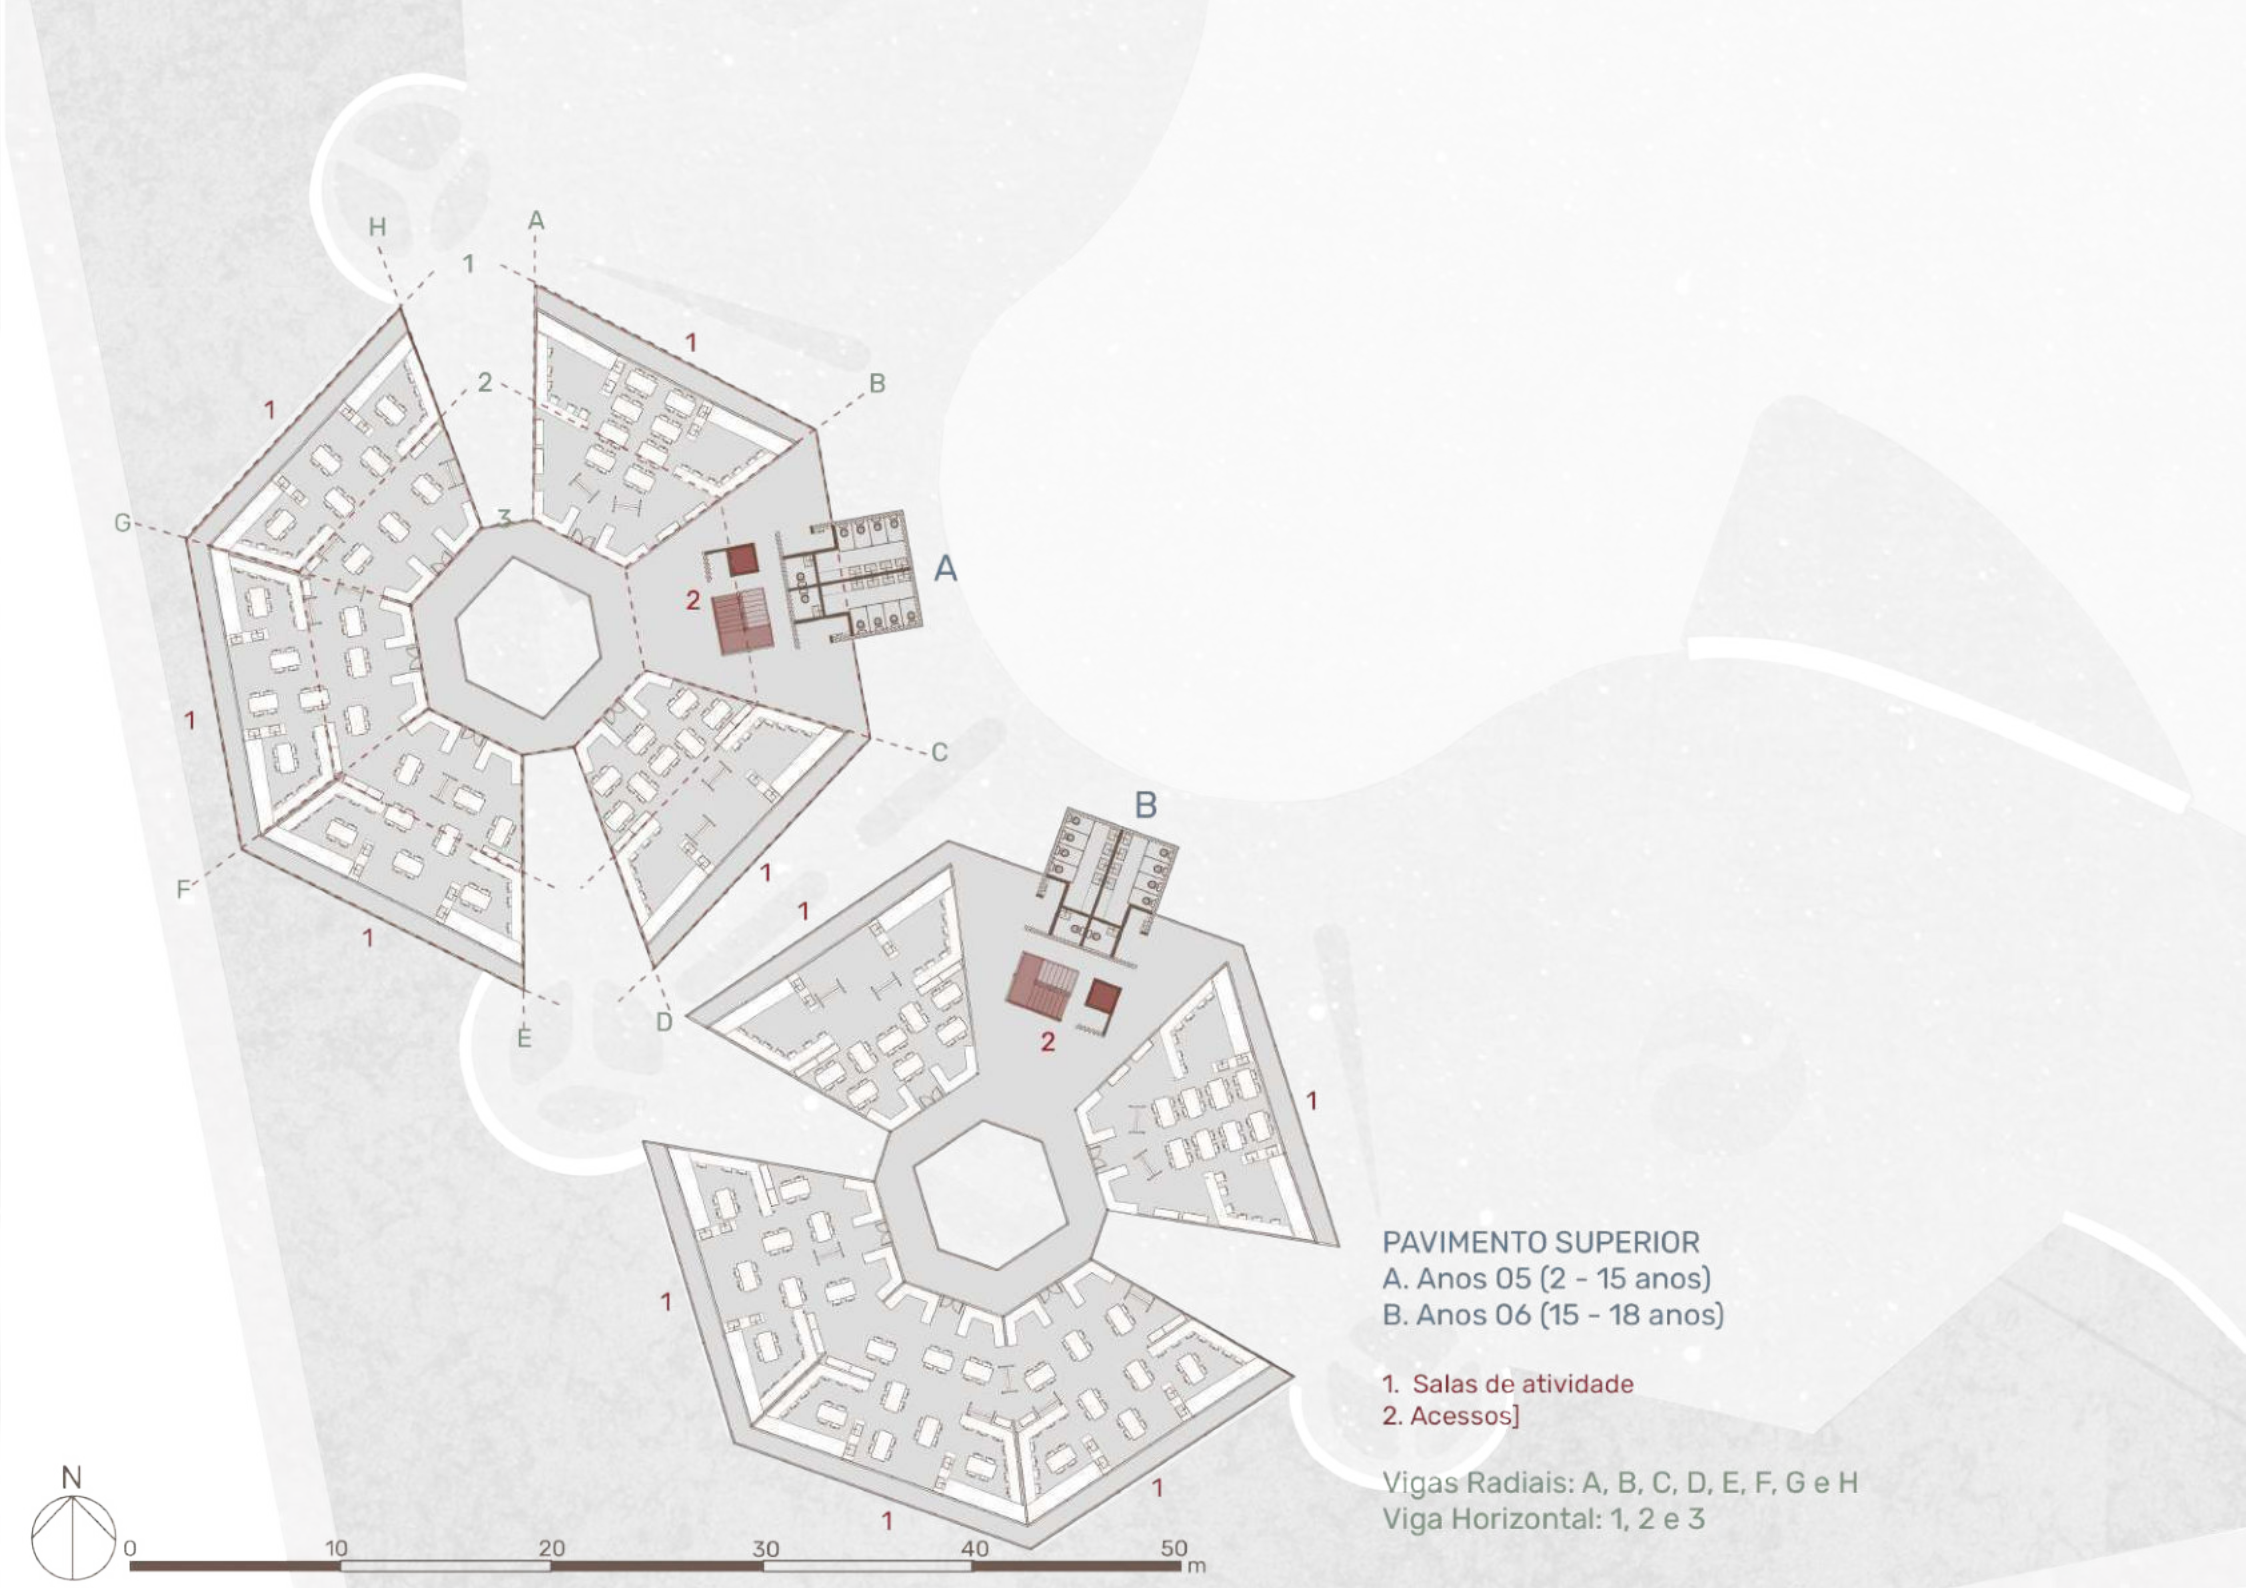 H
A
1
1
2
B
1
G
3
A
2
1
C
B
F
1
1
1
D
E
2
1
1
1
1
PAVIMENTO SUPERIOR
A. Anos 05 (2 - 15 anos)
B. Anos 06 (15 - 18 anos)
1. Salas de atividade
2. Acessos]
Vigas Radiais: A, B, C, D, E, F, G e H
Viga Horizontal: 1, 2 e 3
N
0 10 20 30 40 50 m